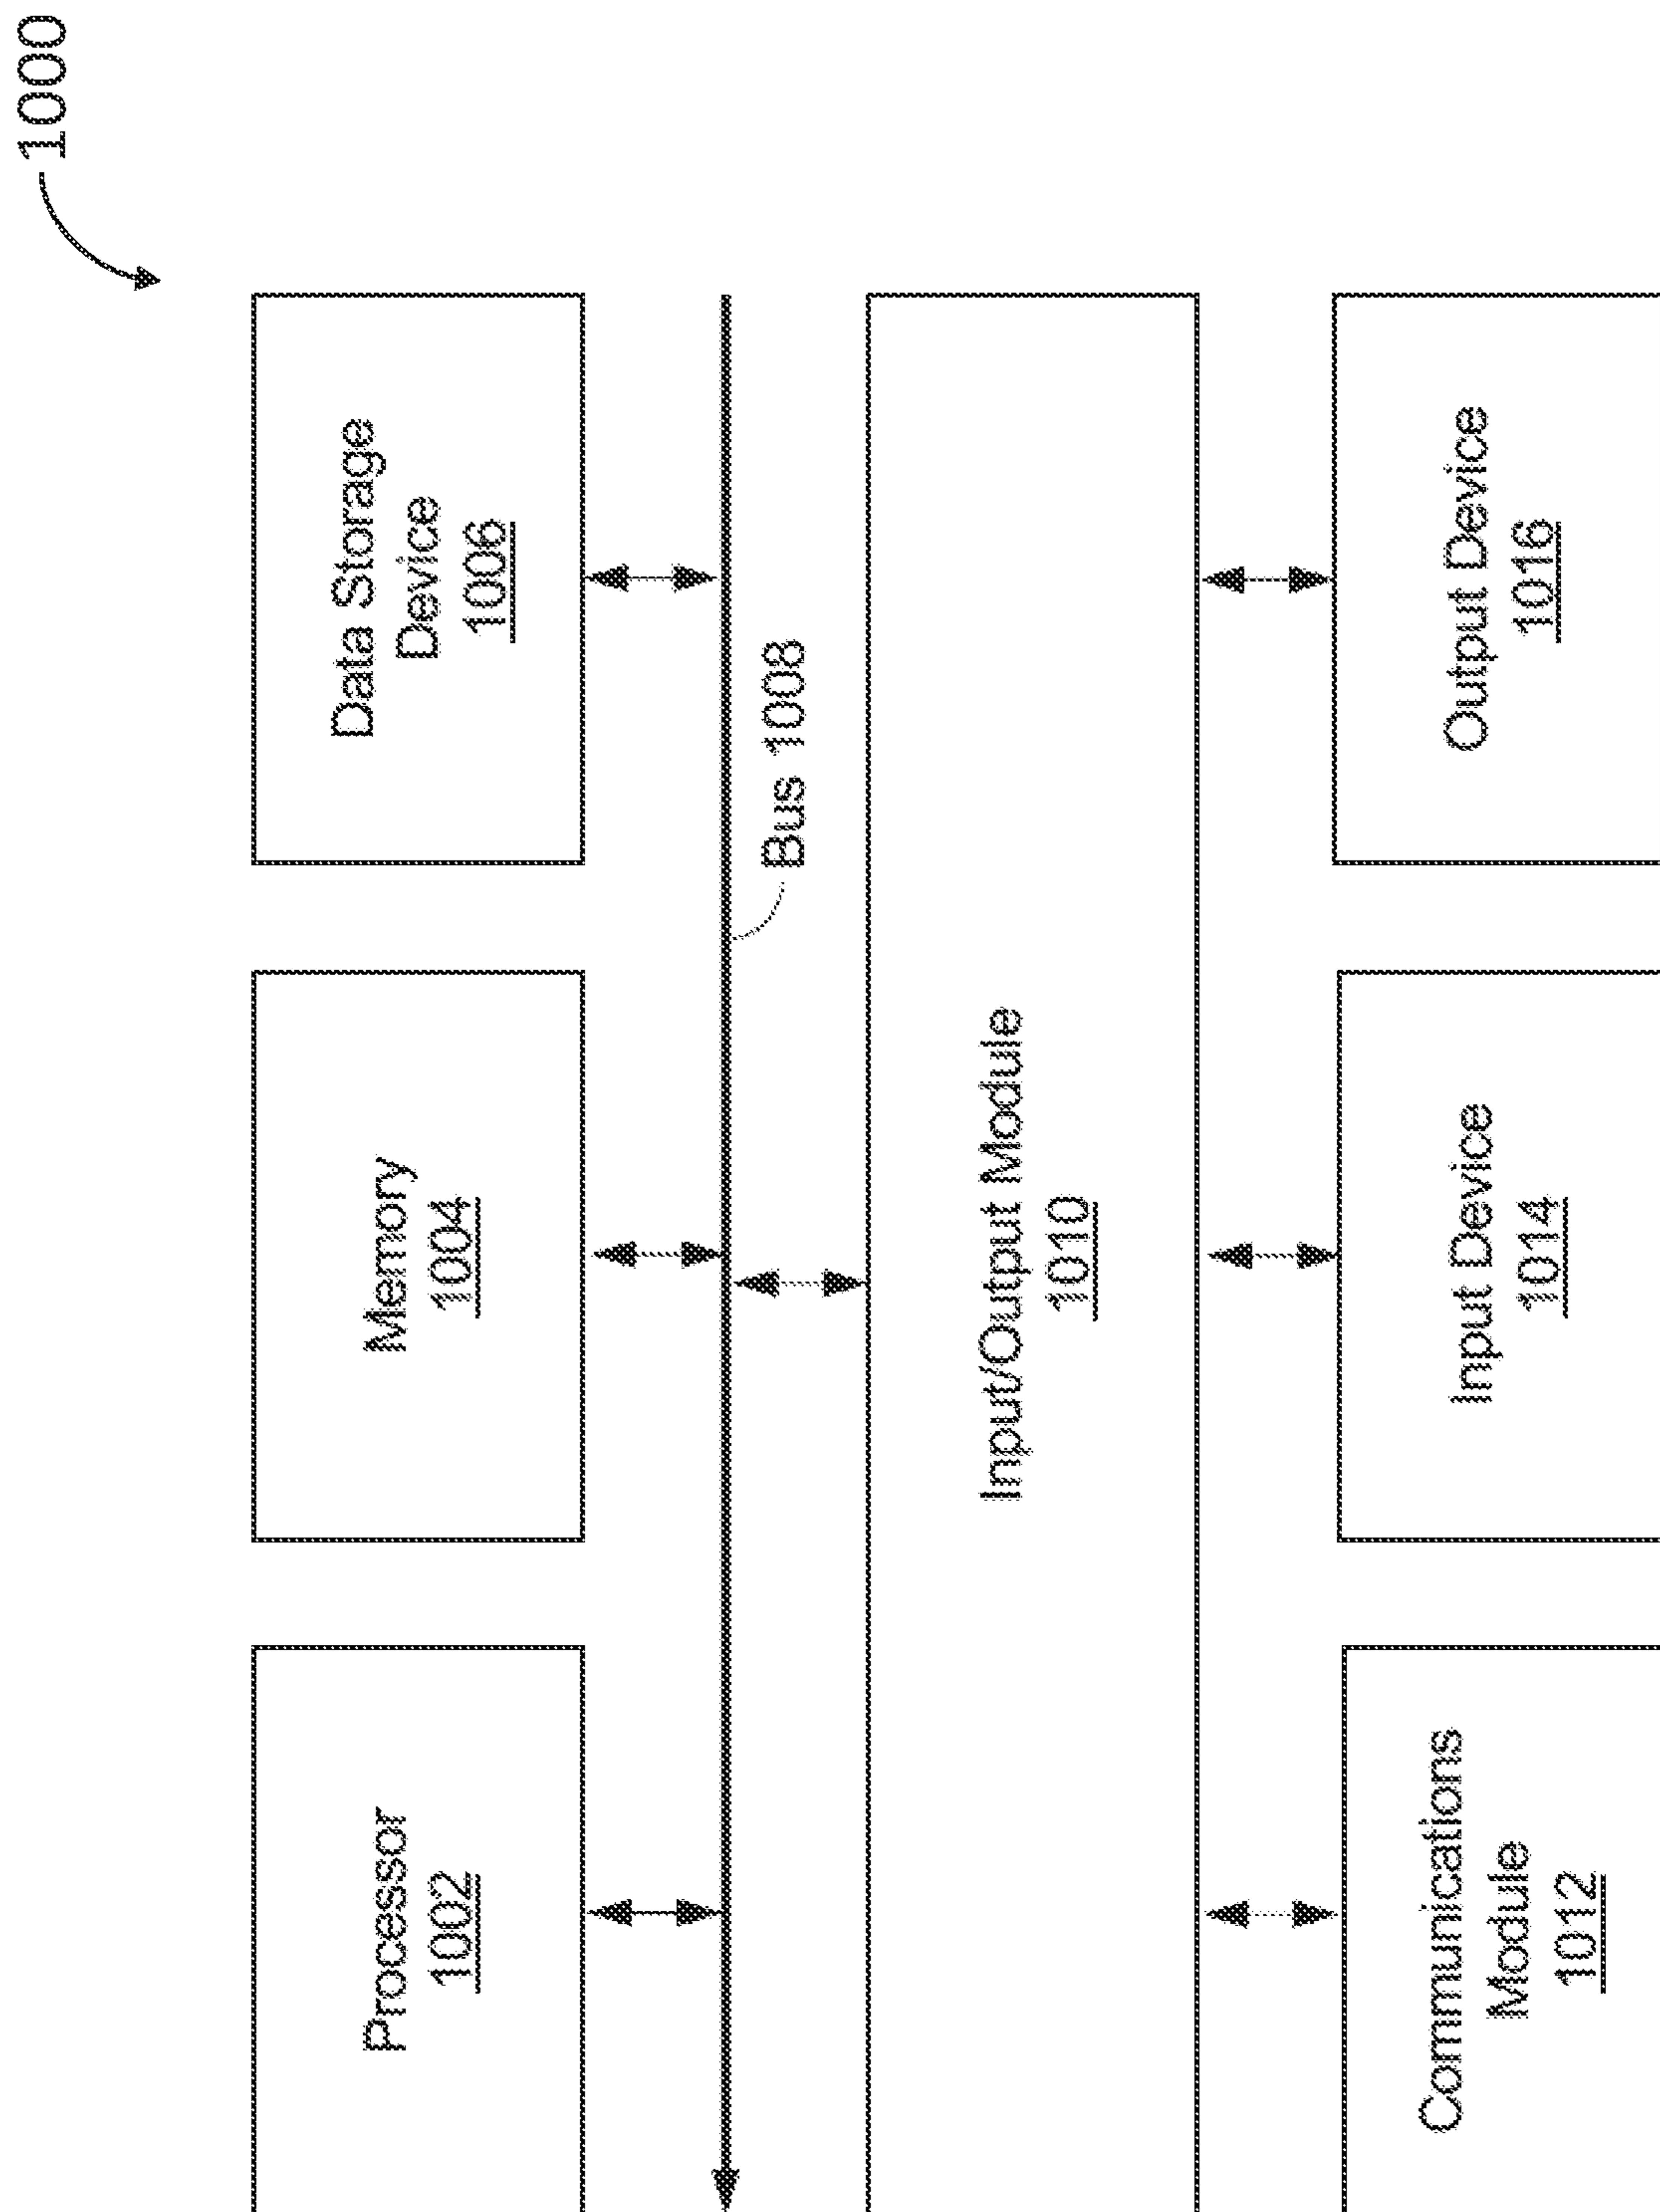 1000
Processor
1002
Memory
1004
Data Storage
Device
1006
Bus 1008
Input/Output Module
1010
Communications
Module
1012
Input Device
1014
Output Device
1016